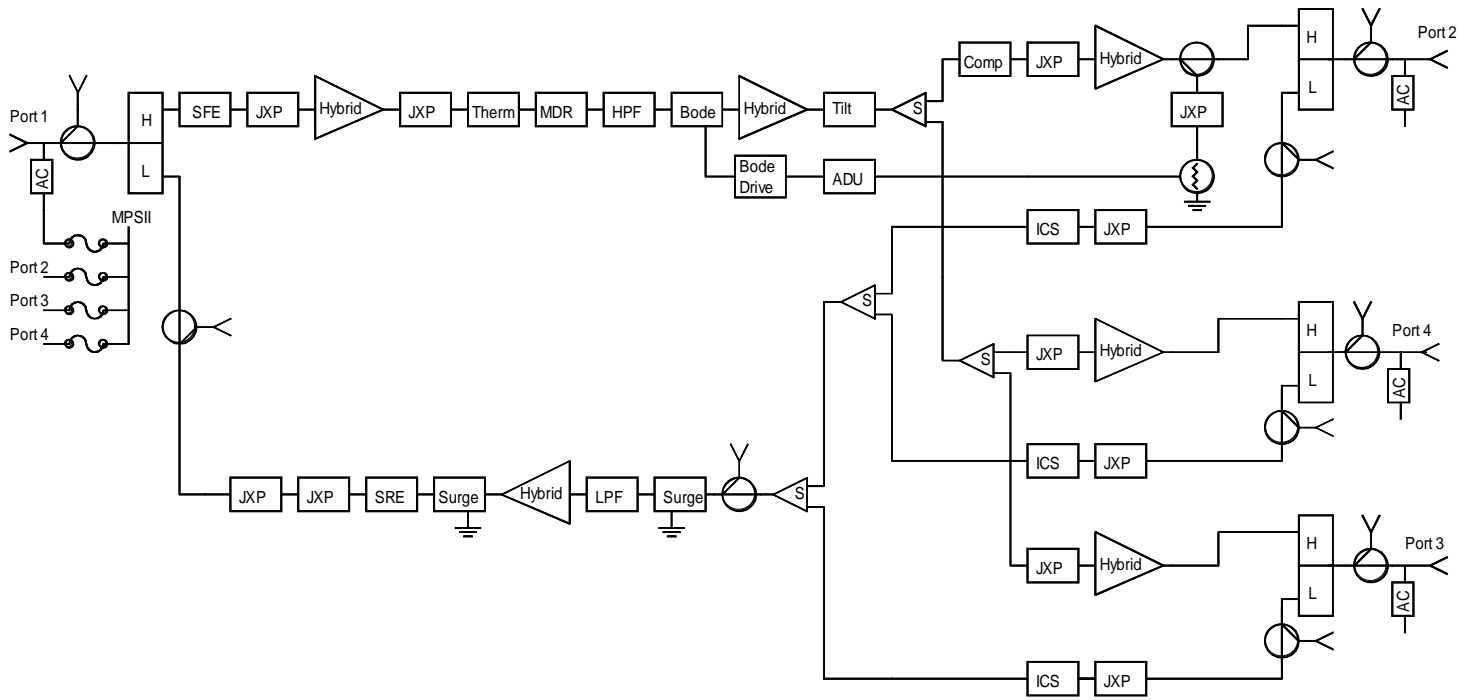 Port 1
AC
MPSII
Port 2
Port 3
Port 4
H
L
SFE
JXP
Hybrid
JXP
Therm
MDR
HPF
Bode
Hybrid
Tilt
S
Bode
Drive
ADU
Comp
JXP
Hybrid
JXP
H
L
Port 2
AC
ICS
JXP
S
S
JXP
Hybrid
H
L
Port 4
AC
ICS
JXP
JXP
JXP
SRE
Surge
Hybrid
LPF
Surge
S
JXP
Hybrid
H
L
Port 3
AC
ICS
JXP